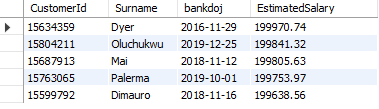 CustomerId Surname bankdoj EstimatedSalary
15634359 Dyer 2016-11-29 199970.74
15804211 Oluchukwu 2019-12-25 199841.32
15687913 Mai 2018-11-12 199805.63
15763065 Palerma 2019-10-01 199753.97
15599792 Dimauro 2018-11-16 199638.56